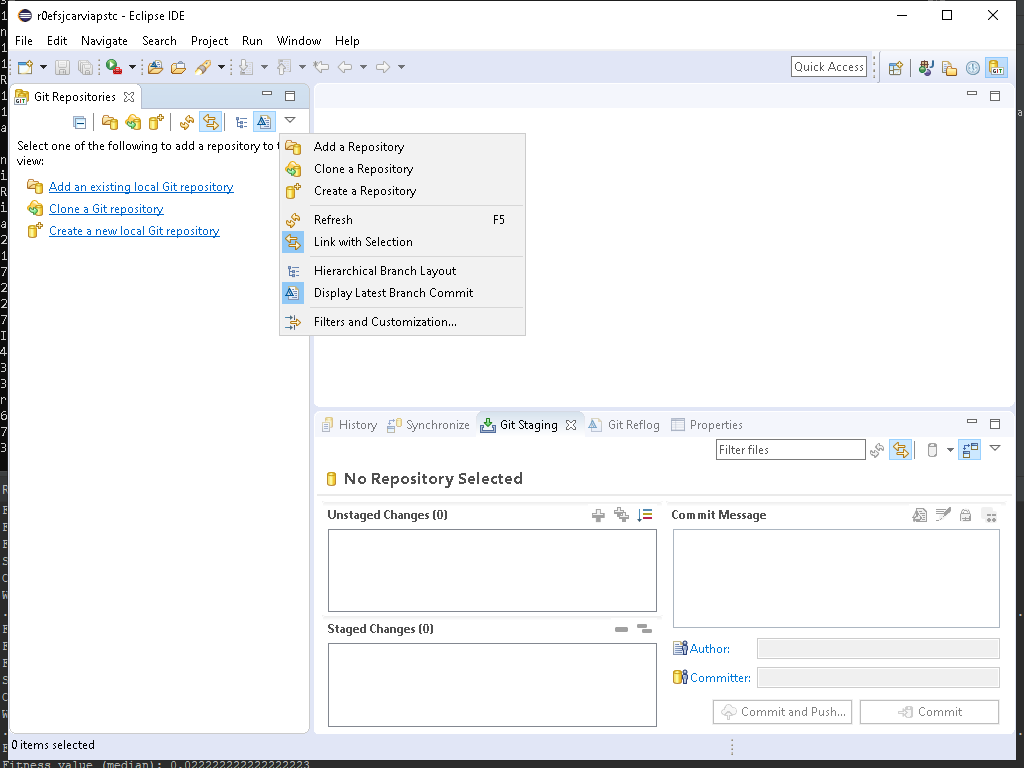 r0efsjcarviapstc - Eclipse IDE
File Edit Navigate Search Project Run Window Help
Quick Access
Git Repositories
Select one of the following to add a repository to
view:
Add an existing local Git repository
Clone a Git repository
Create a new local Git repository
Add a Repository
Clone a Repository
Create a Repository
Refresh F5
Link with Selection
Hierarchical Branch Layout
Display Latest Branch Commit
Filters and Customization...
History Synchronize Git Staging Git Reflog Properties
Filter files
No Repository Selected
Unstaged Changes (0)
Commit Message
Staged Changes (0)
Author:
Committer:
Commit and Push...
Commit
0 items selected
Fitness value (median): 0.022222222222222223